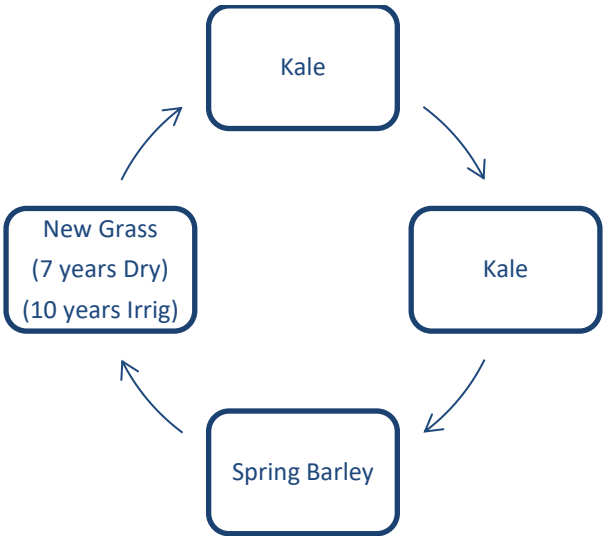 Kale
New Grass
(7 years Dry)
(10 years Irrig)
Kale
Spring Barley